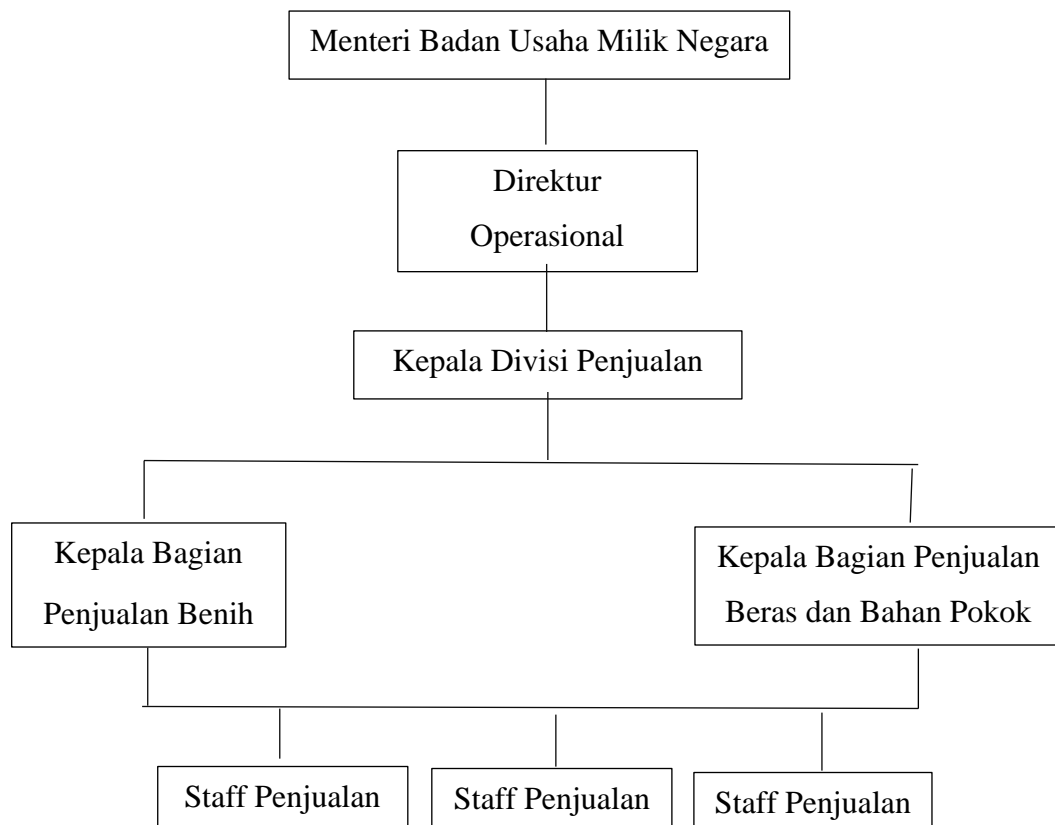 Menteri Badan Usaha Milik Negara
Direktur
Operasional
Kepala Divisi Penjualan
Kepala Bagian
Penjualan Benih
Kepala Bagian Penjualan
Beras dan Bahan Pokok
Staff Penjualan
Staff Penjualan
Staff Penjualan